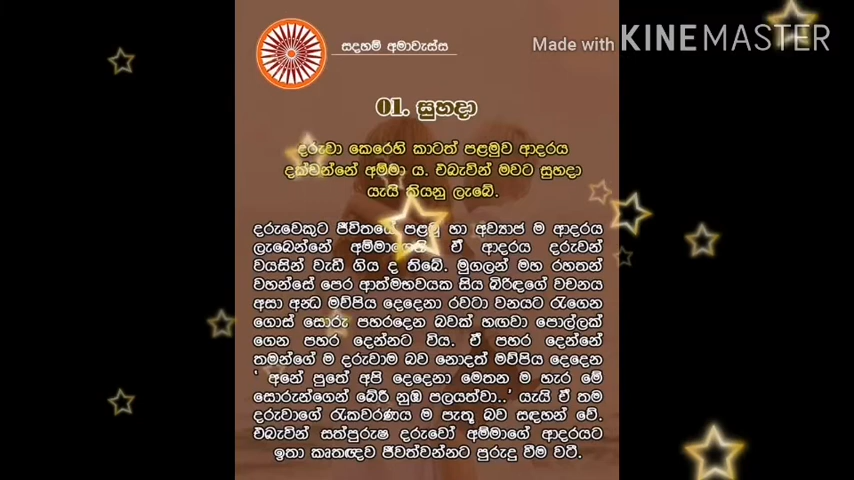 සදහම් අමාවැස්ස
Made with KINEMASTER
01. සුහදා
දරුවා කෙරෙහි කාටත් පළමුව ආදරය
දක්වන්නේ අම්මා ය. එබැවින් මවට සුහදා
යැයි කියනු ලැබේ.
දරුවෙකුට ජීවිතයේ පළමු හා අව්‍යාජ ම ආදරය
ලැබෙන්නේ අම්මාගෙනි. ඒ ආදරය දරුවන්
වයසින් වැඩී ගිය ද තිබේ. මුගලන් මහ රහතන්
වහන්සේ පෙර ආත්මභවයක සිය බිරිඳගේ වචනය
අසා අන්ධ මව්පිය දෙදෙනා රවටා වනයට රැගෙන
ගොස් සොරු පහරදෙන බවක් හඟවා පොල්ලක්
ගෙන පහර දෙන්නට විය. ඒ පහර දෙන්නේ
තමන්ගේ ම දරුවාම බව නොදත් මව්පිය දෙදෙන
‘ අනේ පුතේ අපි දෙදෙනා මෙතන ම හැර මේ
සොරුන්ගෙන් බේරී නුඹ පලයත්වා..’ යැයි ඒ තම
දරුවාගේ රැකවරණය ම පැතූ බව සඳහන් වේ.
එබැවින් සත්පුරුෂ දරුවෝ අම්මාගේ ආදරයට
ඉතා කෘතඥව ජීවත්වන්නට පුරුදු වීම වටී.